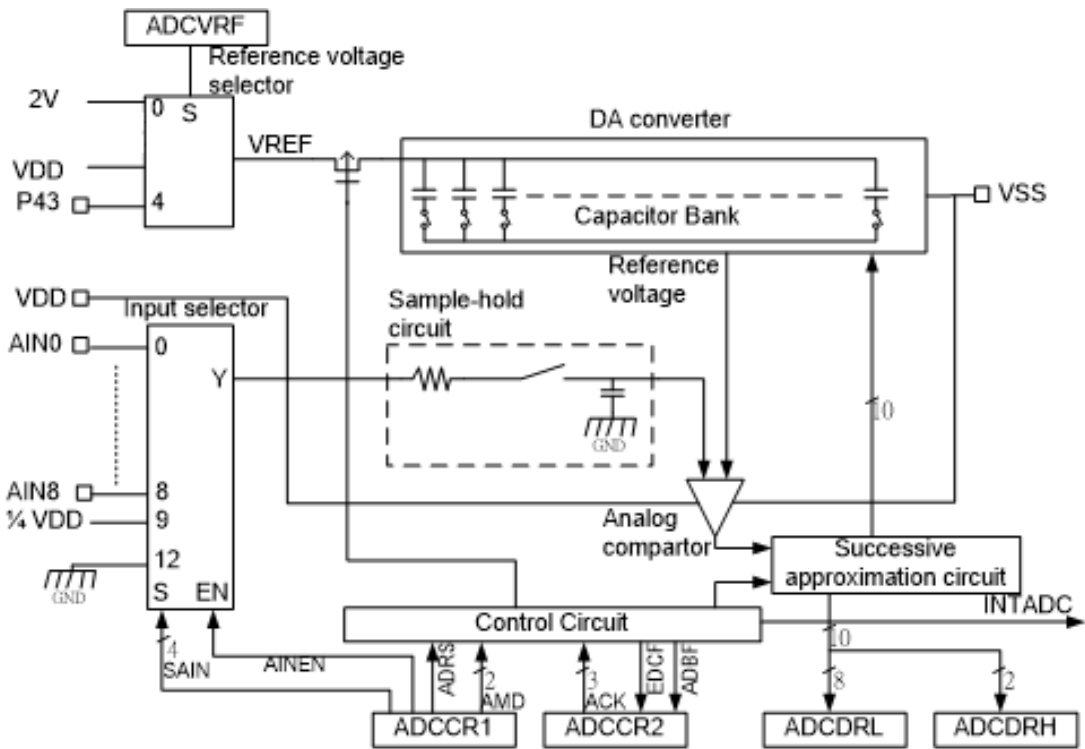 ADCVRF
Reference voltage
selector
2V
0
S
VDD
P43
4
VREF
DA converter
Capacitor Bank
VSS
Reference
voltage
VDD
Input selector
AIN0
0
Y
Sample-hold
circuit
GND
10
AIN8
8
¼ VDD
9
12
GND
S
EN
Analog
compartor
Successive
approximation circuit
INTADC
Control Circuit
10
4
SAIN
AINEN
ADRS
2
AMD
3
ACK
EDCF
ADBF
8
2
ADCCR1
ADCCR2
ADCDRL
ADCDRH